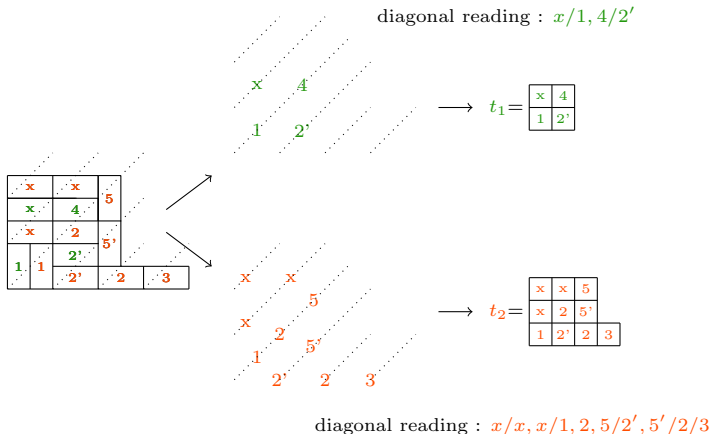 diagonal reading : x/1, 4/2′
x 4
1 2'
t₁=
x 4
1 2'
x x 5
x 4
x 2 5'
1 1 2'
2' 2 3
x x
5
x
2
5'
1
2' 2 3
t₂=
x x 5
x 2 5'
1 2' 2 3
diagonal reading : x/x, x/1, 2, 5/2′, 5′/2/3